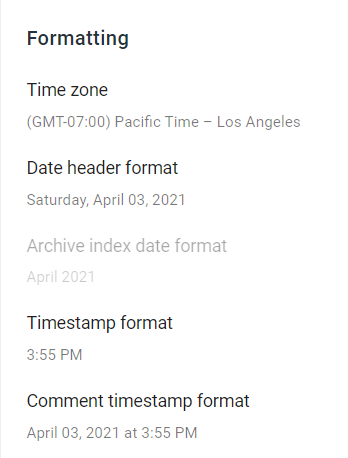 Formatting
Time zone
(GMT-07:00) Pacific Time – Los Angeles
Date header format
Saturday, April 03, 2021
Archive index date format
April 2021
Timestamp format
3:55 PM
Comment timestamp format
April 03, 2021 at 3:55 PM